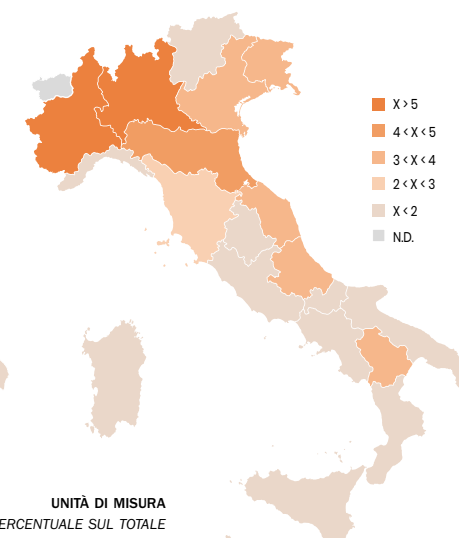 X > 5
4 < X < 5
3 < X < 4
2 < X < 3
X < 2
N.D.
UNITÀ DI MISURA
ERCENTUALE SUL TOTALE